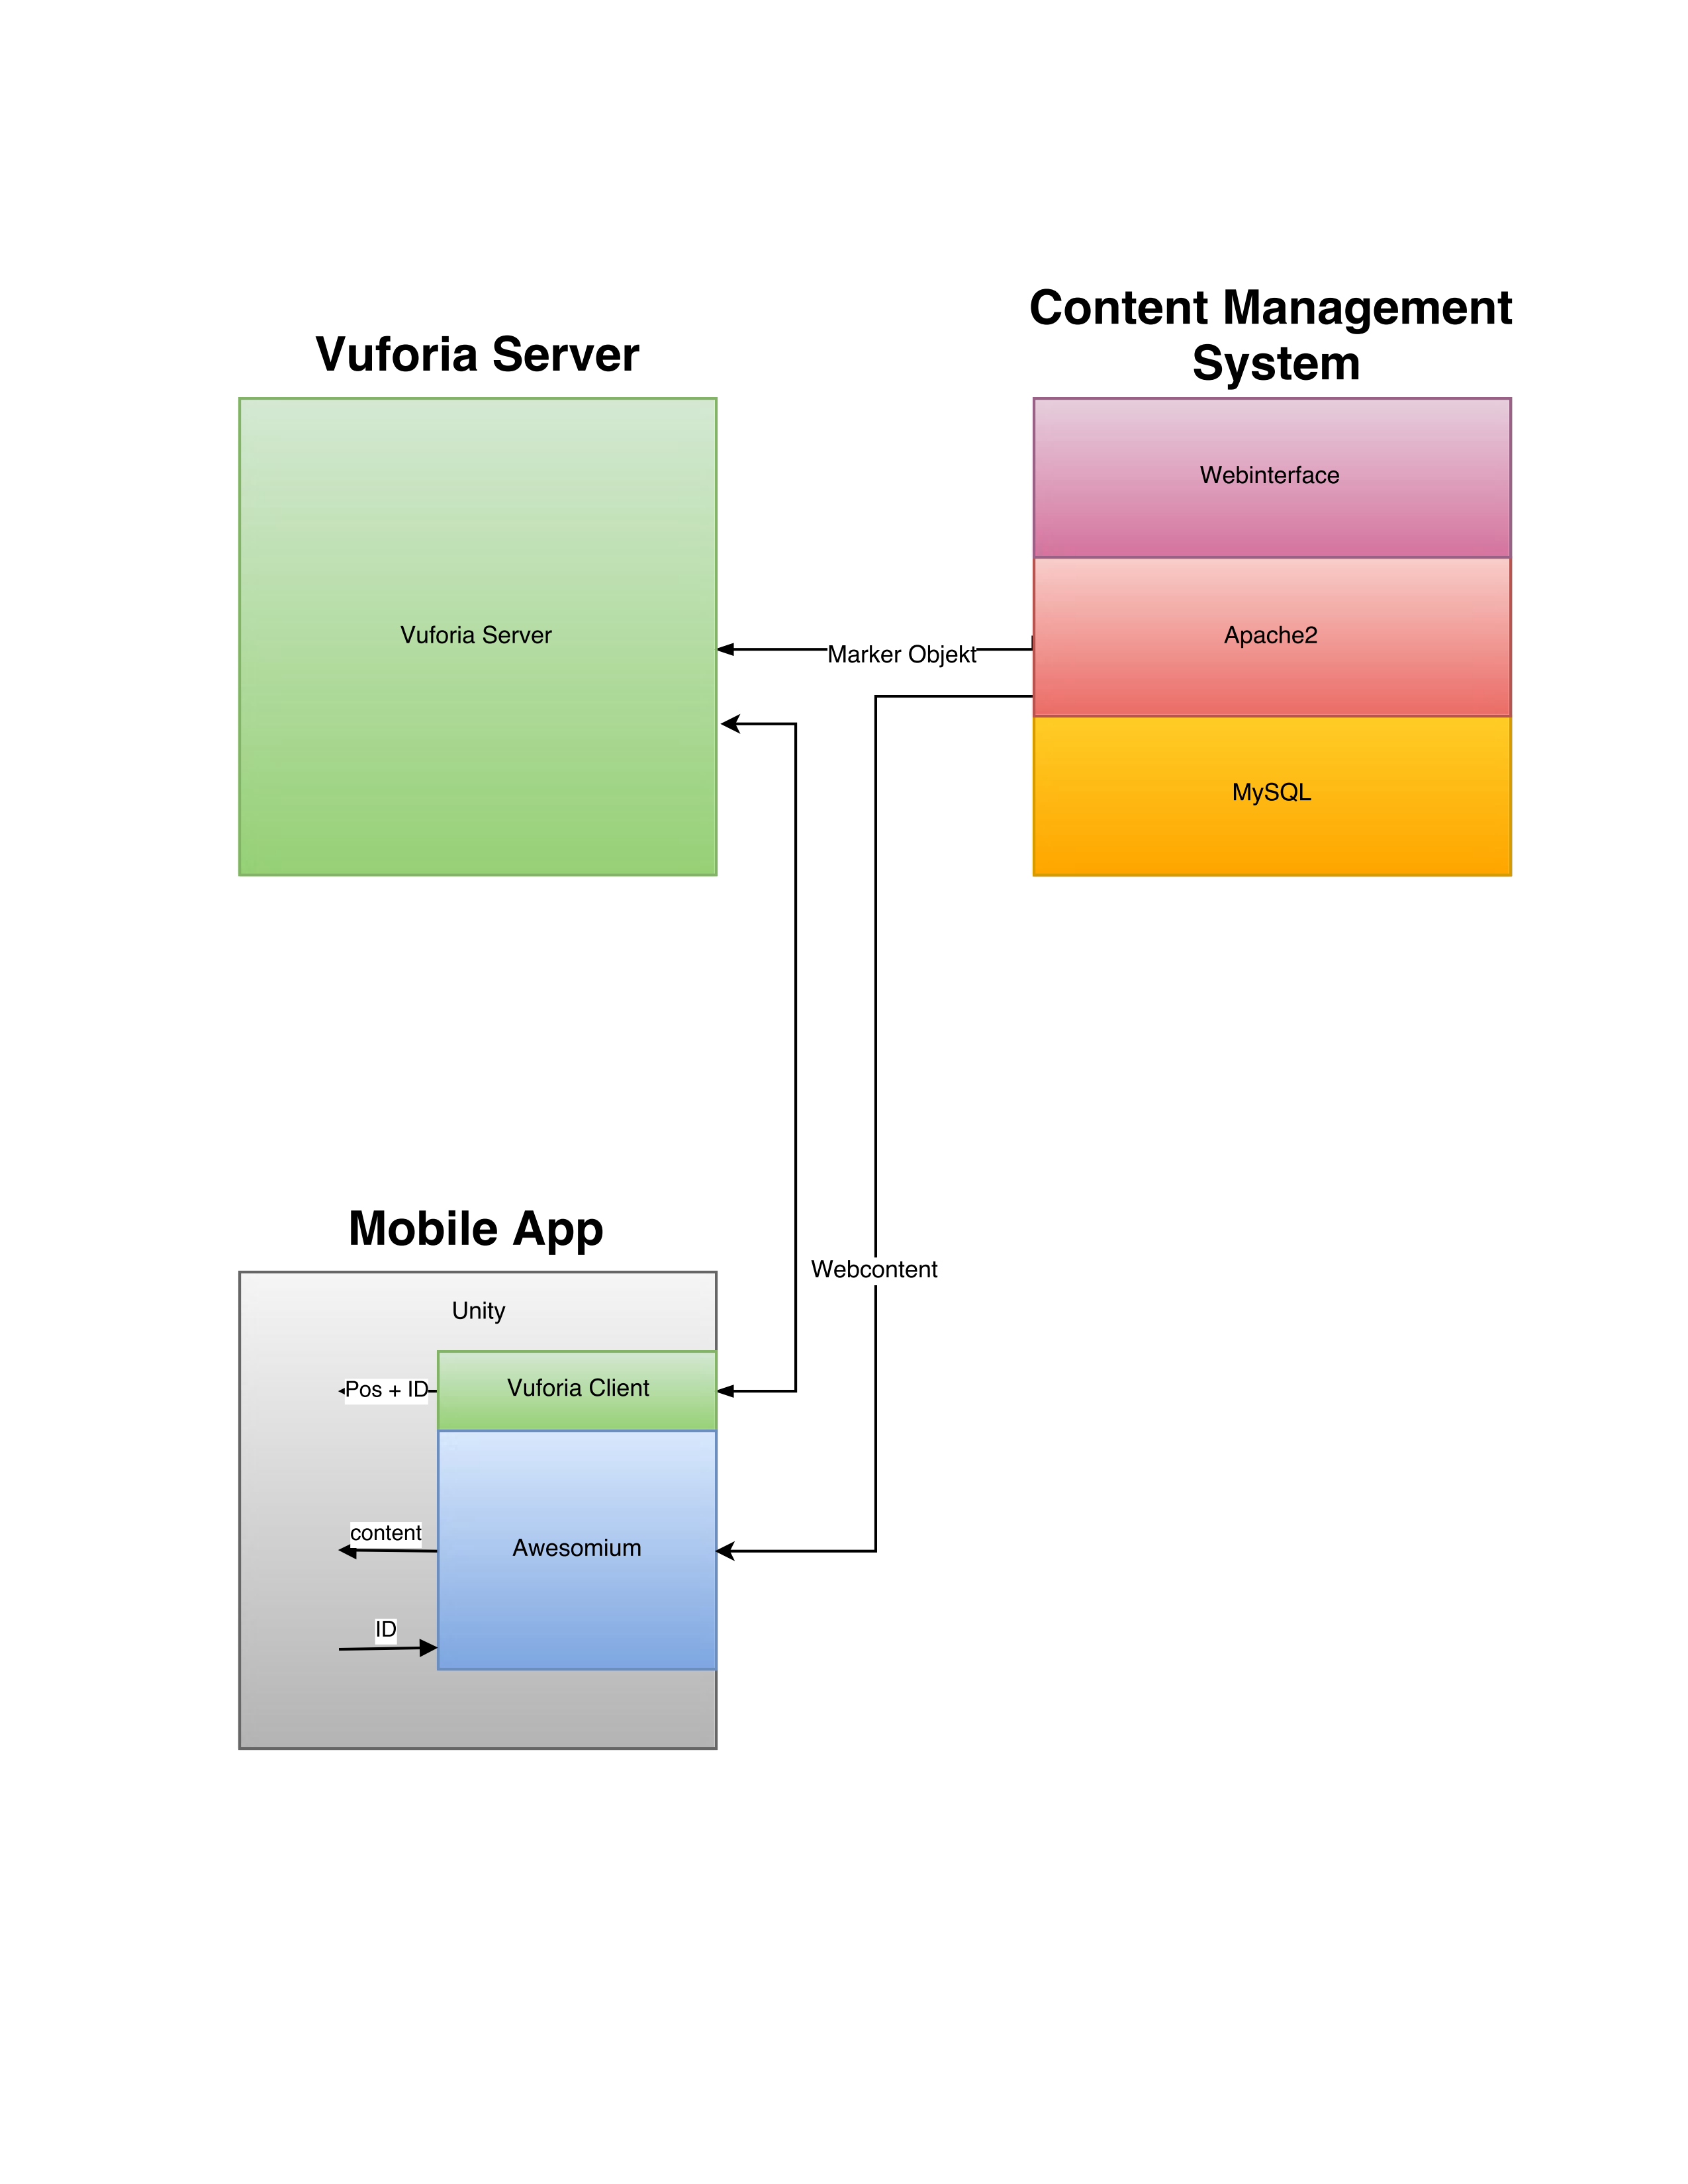 Content Management
System
Vuforia Server
Webinterface
Vuforia Server
Apache2
Marker Objekt
MySQL
Mobile App
Webcontent
Unity
Pos + ID
Vuforia Client
content
Awesomium
ID